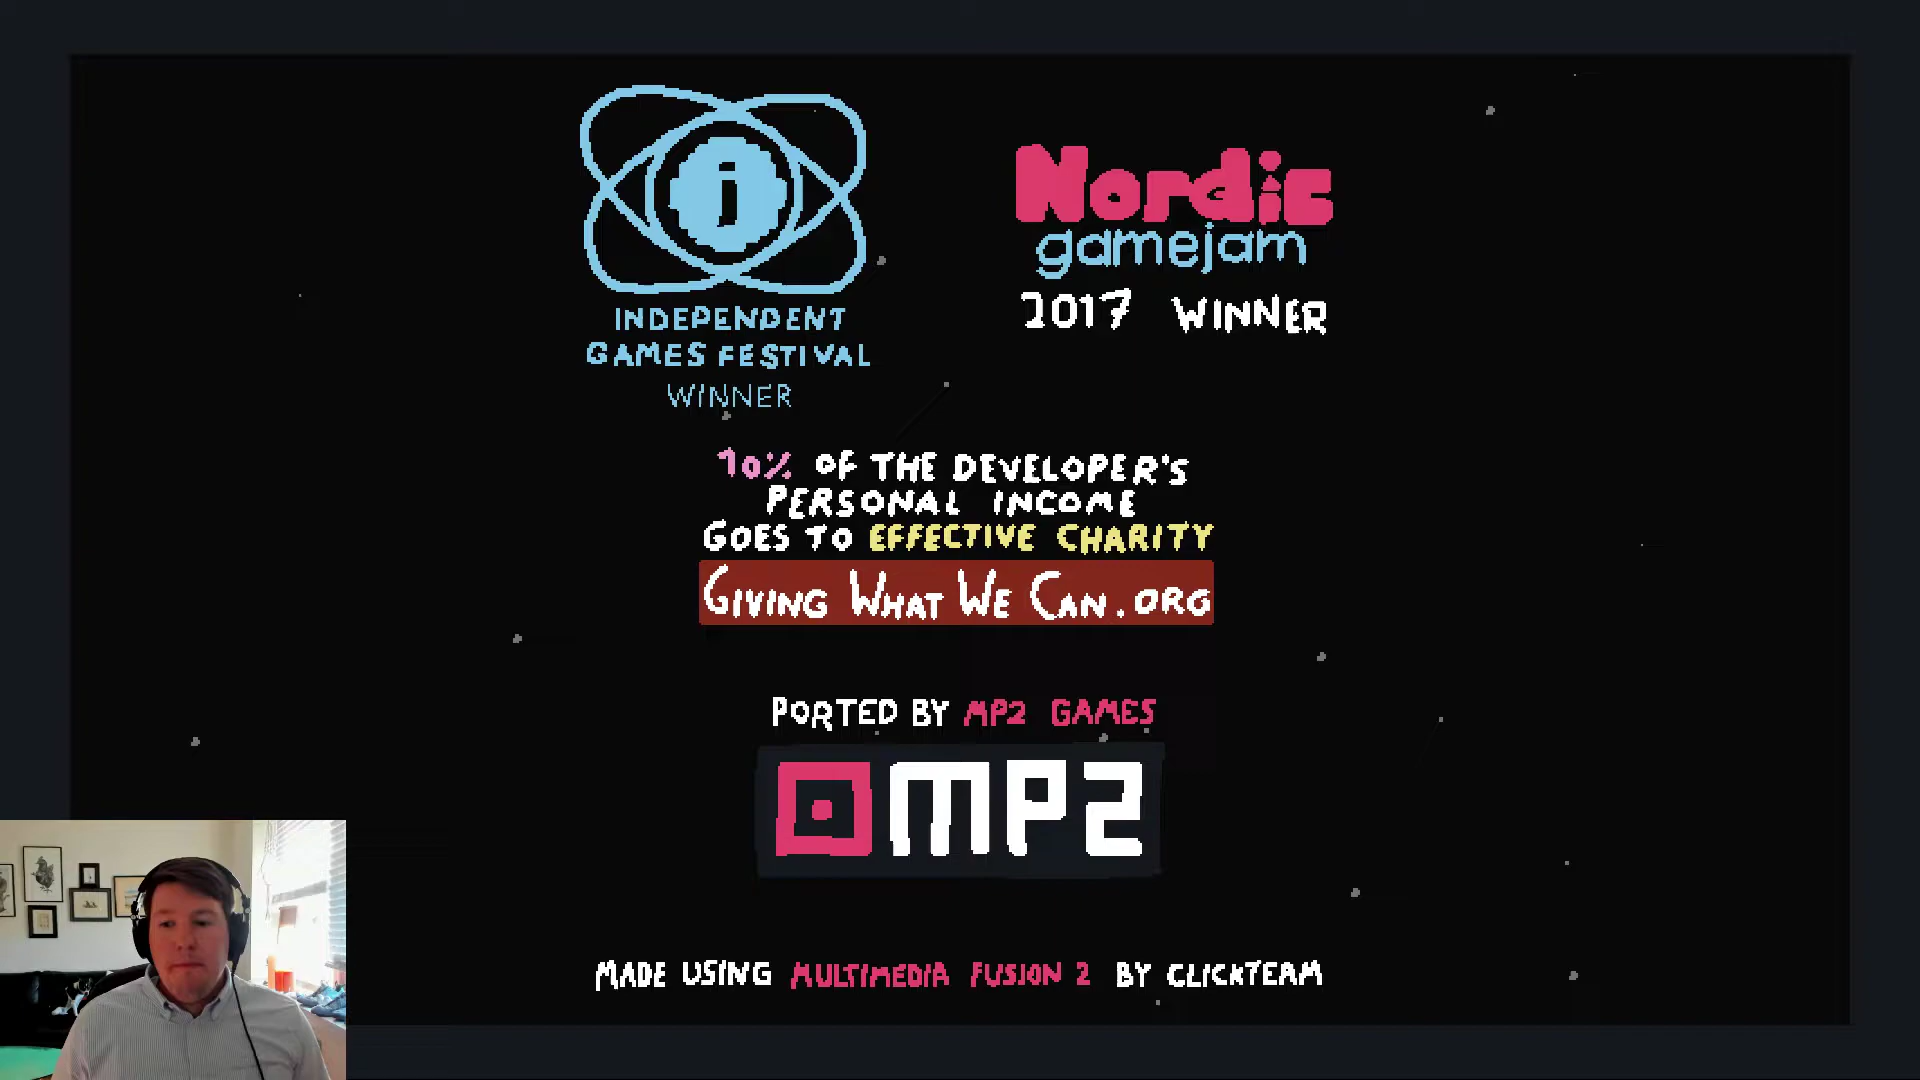 INDEPENDENT
GAMES FESTIVAL
WINNER
Nordic
gamejam
2017 WINNER
10% OF THE DEVELOPER'S
PERSONAL INCOME
GOES TO EFFECTIVE CHARITY
GIVING WHAT WE CAN.ORG
PORTED BY MP2 GAMES
MP2
MADE USING MULTIMEDIA FUSION 2 BY CLICKTEAM